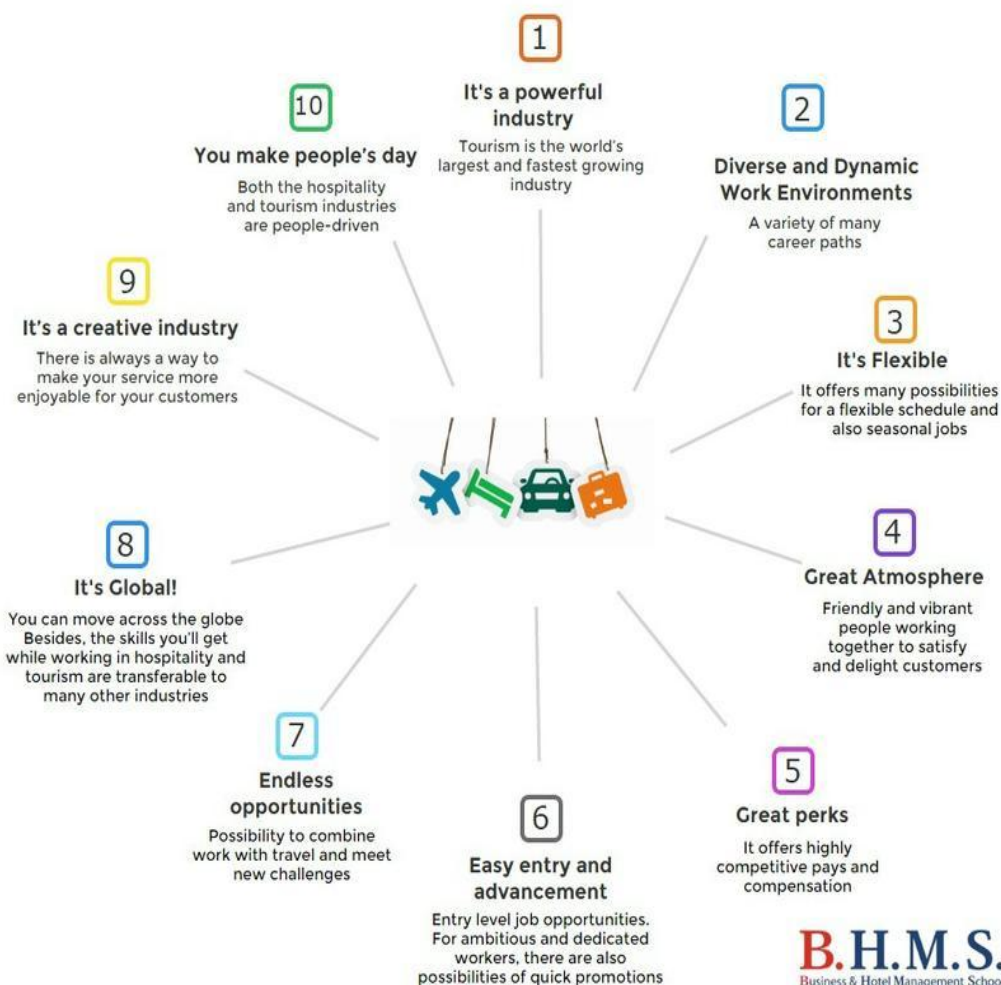 1
It's a powerful
industry
Tourism is the world's
largest and fastest growing
industry
2
Diverse and Dynamic
Work Environments
A variety of many
career paths
3
It's Flexible
It offers many possibilities
for a flexible schedule and
also seasonal jobs
4
Great Atmosphere
Friendly and vibrant
people working
together to satisfy
and delight customers
5
Great perks
It offers highly
competitive pays and
compensation
6
Easy entry and
advancement
Entry level job opportunities.
For ambitious and dedicated
workers, there are also
possibilities of quick promotions
7
Endless
opportunities
Possibility to combine
work with travel and meet
new challenges
8
It's Global!
You can move across the globe
Besides, the skills you'll get
while working in hospitality and
tourism are transferable to
many other industries
9
It's a creative industry
There is always a way to
make your service more
enjoyable for your customers
10
You make people's day
Both the hospitality
and tourism industries
are people-driven
B.H.M.S.
Business & Hotel Management School